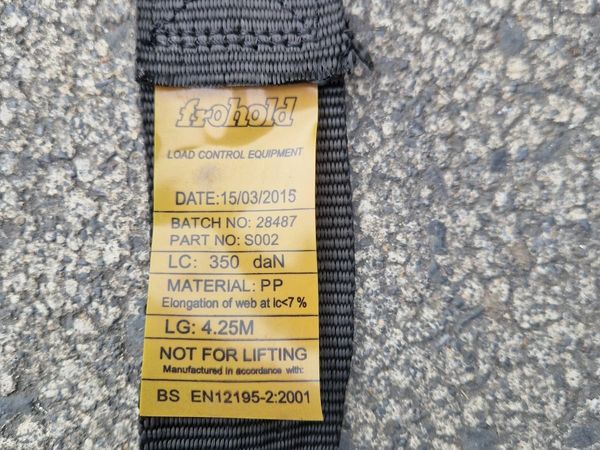 frohold
LOAD CONTROL EQUIPMENT
DATE:15/03/2015
BATCH NO: 28487
PART NO: S002
LC: 350 daN
MATERIAL: PP
Elongation of web at lc<7 %
LG: 4.25M
NOT FOR LIFTING
Manufactured in accordance with:
BS EN12195-2:2001